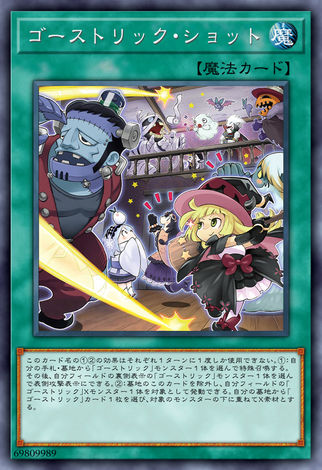 ゴーストリック・ショット 魔
【魔法カード】
このカード名の①②の効果はそれぞれ１ターンに１度しか使用できない。①：自
分の手札・墓地から「ゴーストリック」モンスター１体を選んで特殊召喚する。
その後、自分フィールドの裏側表示の「ゴーストリック」モンスター１体を選ん
で表側攻撃表示にできる。②：墓地のこのカードを除外し、自分フィールドの「
ゴーストリック」Xモンスター１体を対象として発動できる。自分の墓地から「
ゴーストリック」カード１枚を選び、対象のモンスターの下に重ねてX素材とす
る。
69809989